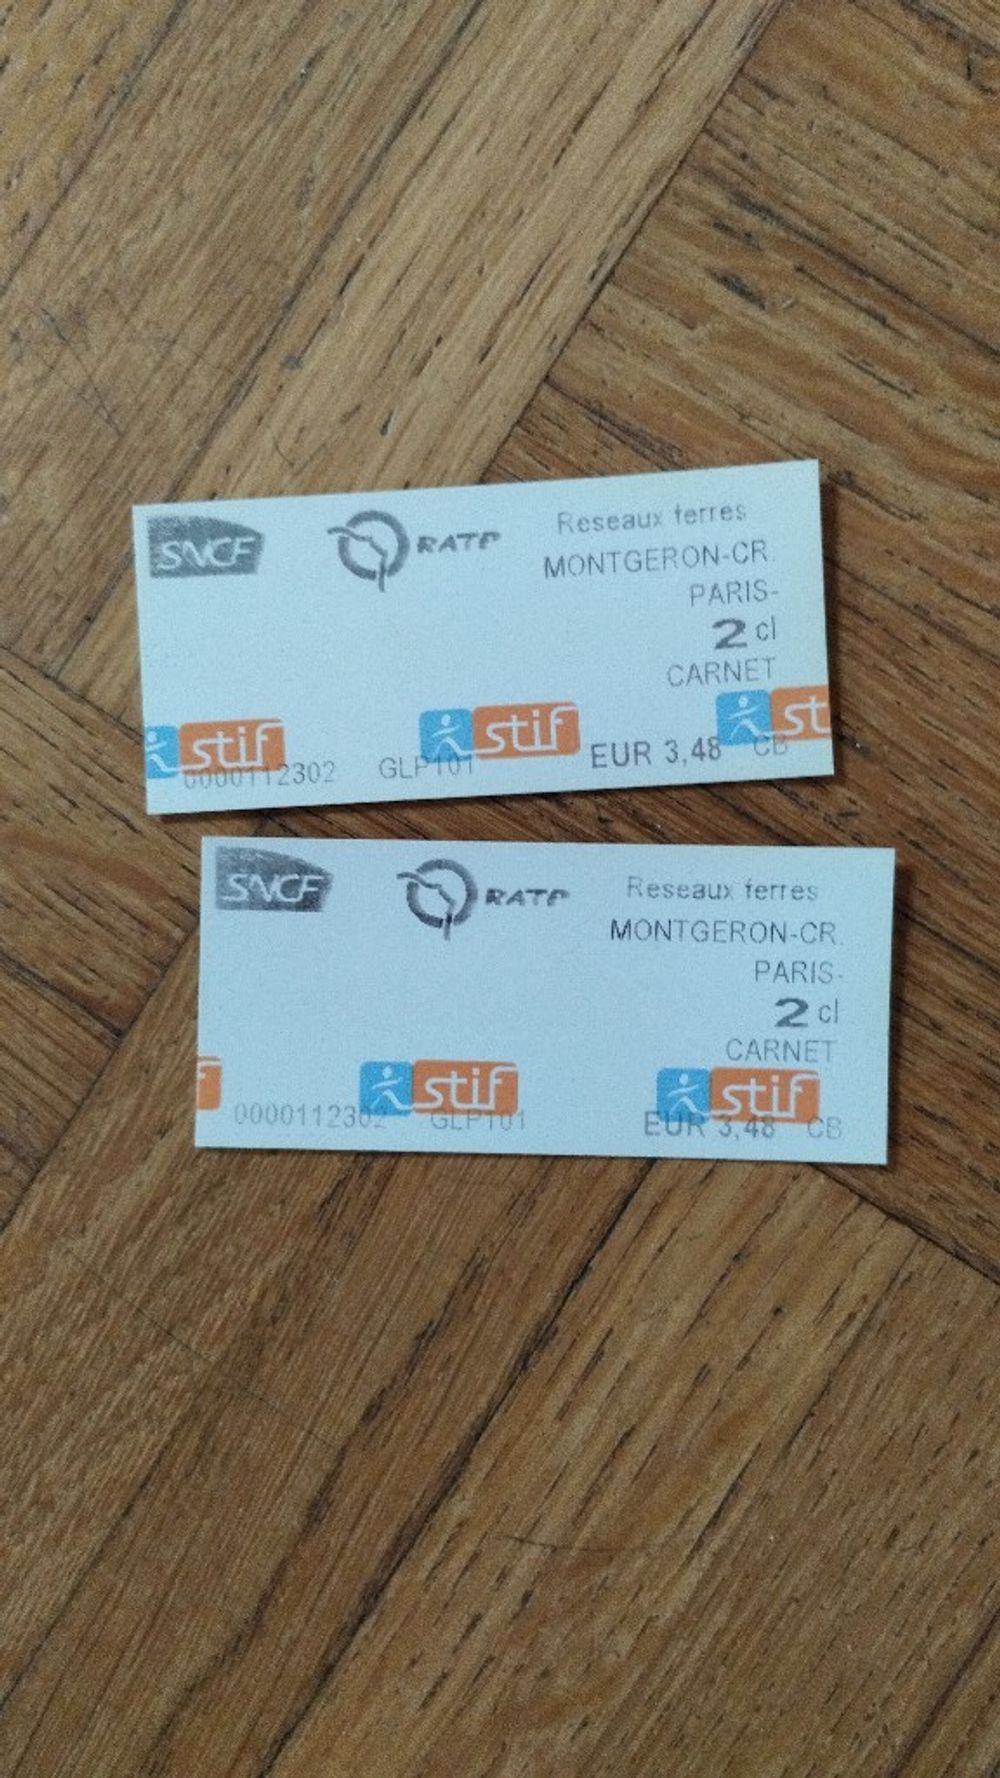 SNCF RATP Reseaux ferres
MONTGERON-CR.
PARIS-
2 cl
CARNET
stif stif st
0000112302 GLP101 EUR 3,48 CB
SNCF RATP Reseaux ferres
MONTGERON-CR.
PARIS-
2 cl
CARNET
f stif stif
0000112302 GLP101 EUR 3,48 CB